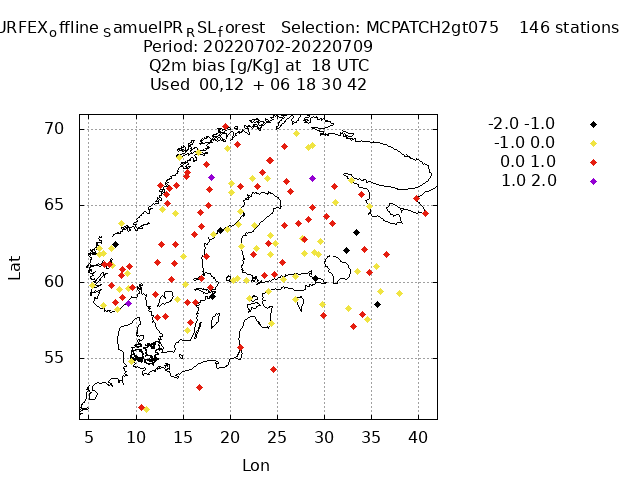 URFEXoffline SamuelPRRSLforest Selection: MCPATCH2gt075 146 stations
Period: 20220702-20220709
Q2m bias [g/Kg] at 18 UTC
Used 00,12 + 06 18 30 42
-2.0 -1.0
-1.0 0.0
0.0 1.0
1.0 2.0
70
65
60
55
Lat
5 10 15 20 25 30 35 40
Lon